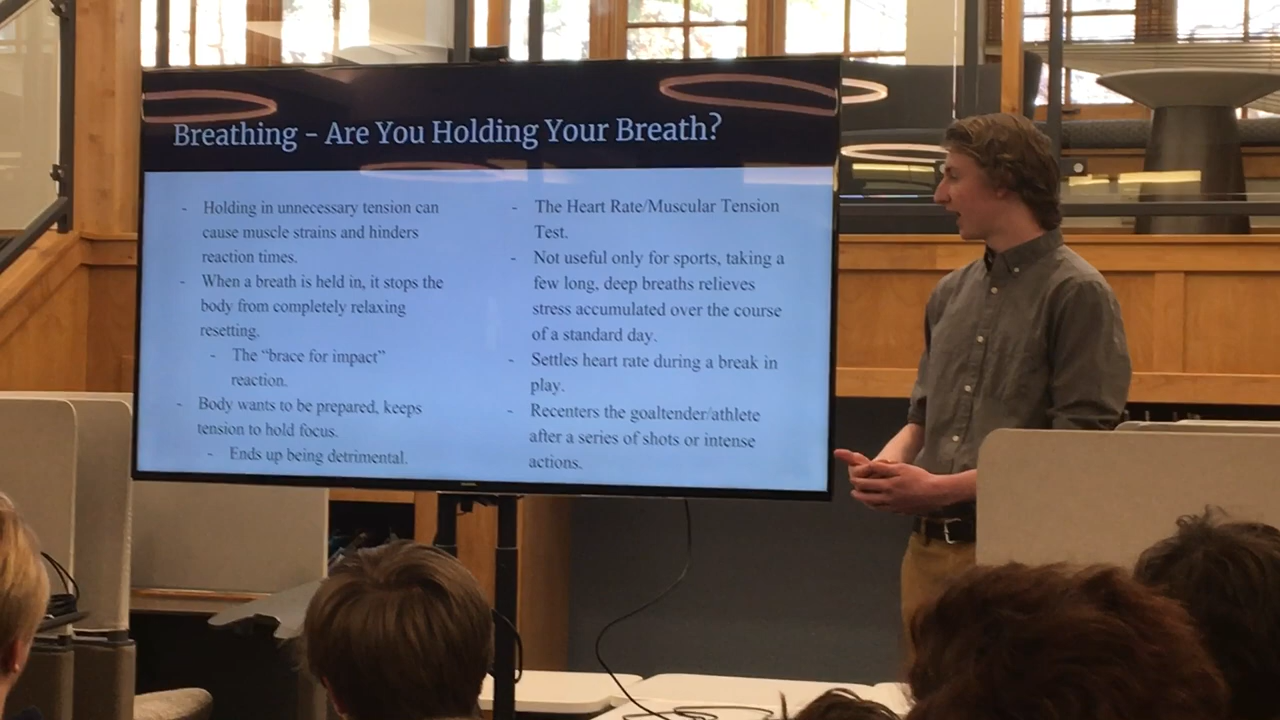 Breathing – Are You Holding Your Breath?
- Holding in unnecessary tension can
cause muscle strains and hinders
reaction times.
- When a breath is held in, it stops the
body from completely relaxing
resetting.
- The “brace for impact”
reaction.
- Body wants to be prepared, keeps
tension to hold focus.
- Ends up being detrimental.
- The Heart Rate/Muscular Tension
Test.
- Not useful only for sports, taking a
few long, deep breaths relieves
stress accumulated over the course
of a standard day.
- Settles heart rate during a break in
play.
- Recenters the goaltender/athlete
after a series of shots or intense
actions.